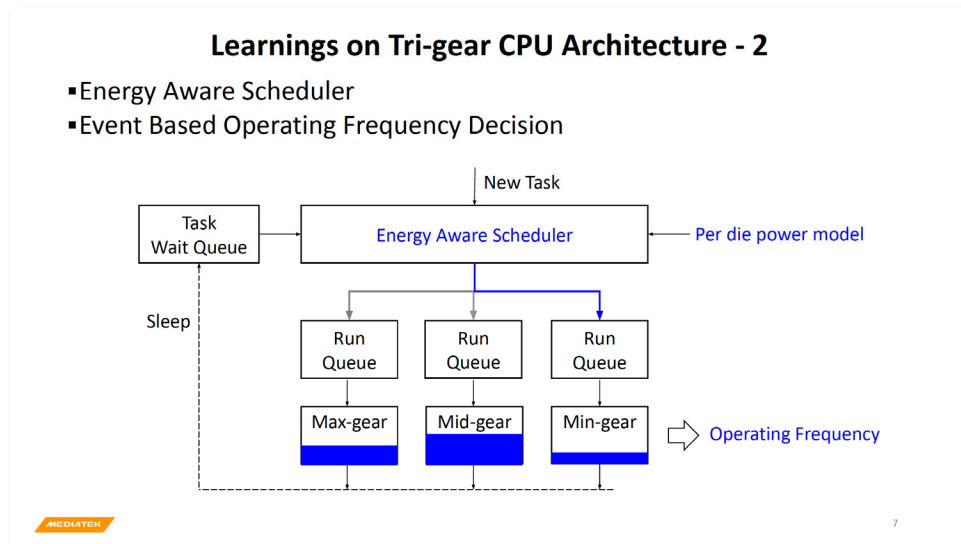 Learnings on Tri-gear CPU Architecture - 2
▪Energy Aware Scheduler
▪Event Based Operating Frequency Decision
New Task
Task
Wait Queue
Energy Aware Scheduler
Per die power model
Sleep
Run
Queue
Run
Queue
Run
Queue
Max-gear
Mid-gear
Min-gear
Operating Frequency
MEDIATEK
7